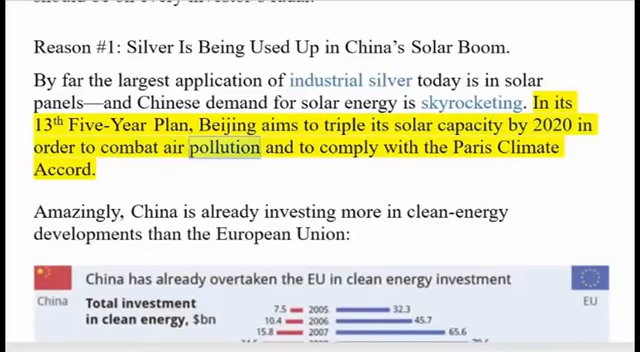 Reason #1: Silver Is Being Used Up in China's Solar Boom.
By far the largest application of industrial silver today is in solar
panels—and Chinese demand for solar energy is skyrocketing. In its
13th Five-Year Plan, Beijing aims to triple its solar capacity by 2020 in
order to combat air pollution and to comply with the Paris Climate
Accord.
Amazingly, China is already investing more in clean-energy
developments than the European Union:
China has already overtaken the EU in clean energy investment
China
Total investment
in clean energy, $bn
EU
7.5 2005 32.3
10.4 2006 45.7
15.8 2007 65.6